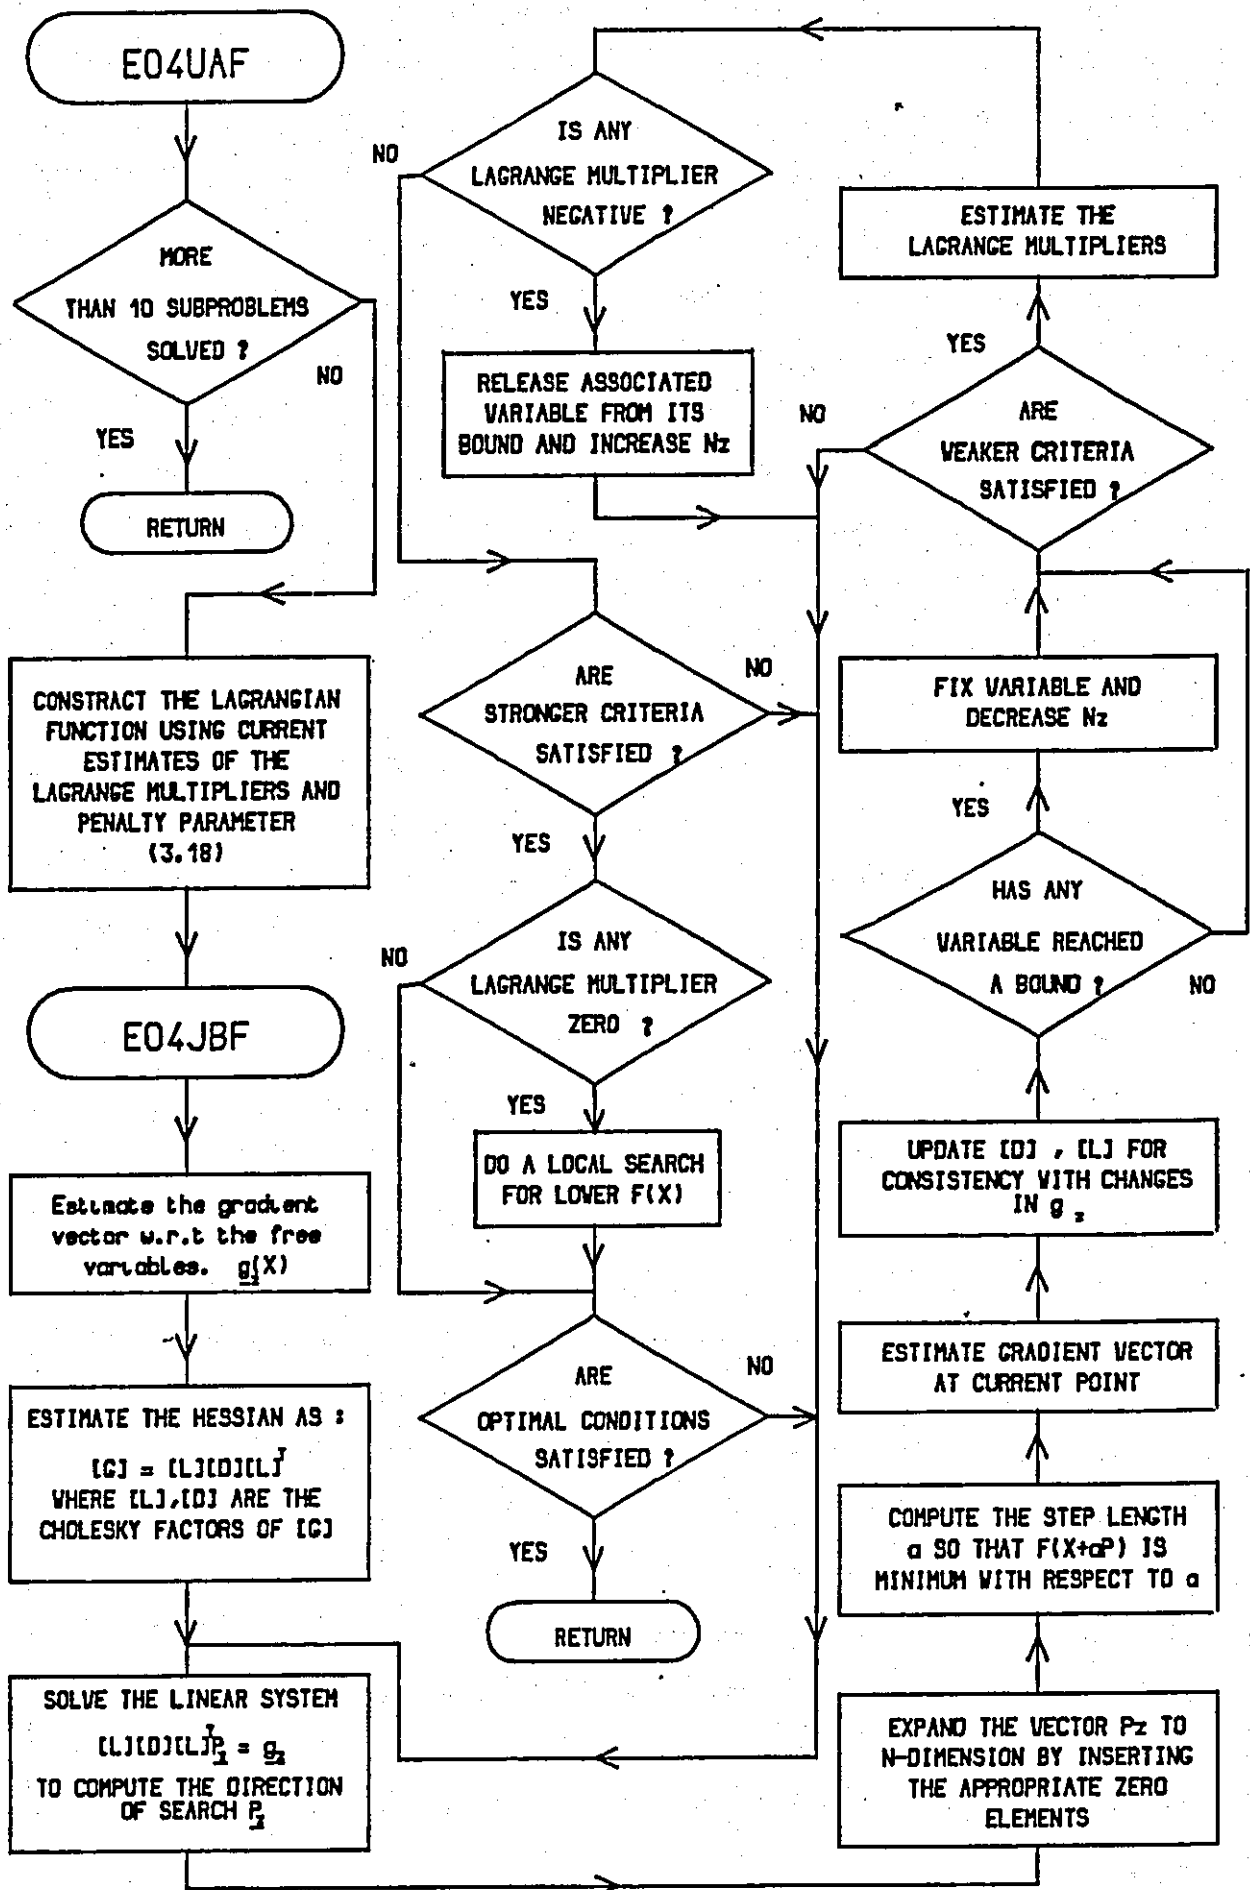 E04UAF
MORE
THAN 10 SUBPROBLEMS
SOLVED ?
NO
YES
RETURN
CONSTRACT THE LAGRANGIAN
FUNCTION USING CURRENT
ESTIMATES OF THE
LAGRANGE MULTIPLIERS AND
PENALTY PARAMETER
(3.18)
E04JBF
Estimate the gradient
vector w.r.t the free
variables. g_z(X)
ESTIMATE THE HESSIAN AS :
[G] = [L][D][L]^T
WHERE [L],[D] ARE THE
CHOLESKY FACTORS OF [G]
SOLVE THE LINEAR SYSTEM
[L][D][L]^T P_z = g_z
TO COMPUTE THE DIRECTION
OF SEARCH P_z
IS ANY
LAGRANGE MULTIPLIER
NEGATIVE ?
NO
YES
RELEASE ASSOCIATED
VARIABLE FROM ITS
BOUND AND INCREASE Nz
ARE
STRONGER CRITERIA
SATISFIED ?
NO
YES
IS ANY
LAGRANGE MULTIPLIER
ZERO ?
NO
YES
DO A LOCAL SEARCH
FOR LOWER F(X)
ARE
OPTIMAL CONDITIONS
SATISFIED ?
NO
YES
RETURN
ESTIMATE THE
LAGRANGE MULTIPLIERS
YES
NO
ARE
WEAKER CRITERIA
SATISFIED ?
FIX VARIABLE AND
DECREASE Nz
YES
HAS ANY
VARIABLE REACHED
A BOUND ?
NO
UPDATE [D] , [L] FOR
CONSISTENCY WITH CHANGES
IN g_z
ESTIMATE GRADIENT VECTOR
AT CURRENT POINT
COMPUTE THE STEP LENGTH
a SO THAT F(X+aP) IS
MINIMUM WITH RESPECT TO a
EXPAND THE VECTOR Pz TO
N-DIMENSION BY INSERTING
THE APPROPRIATE ZERO
ELEMENTS